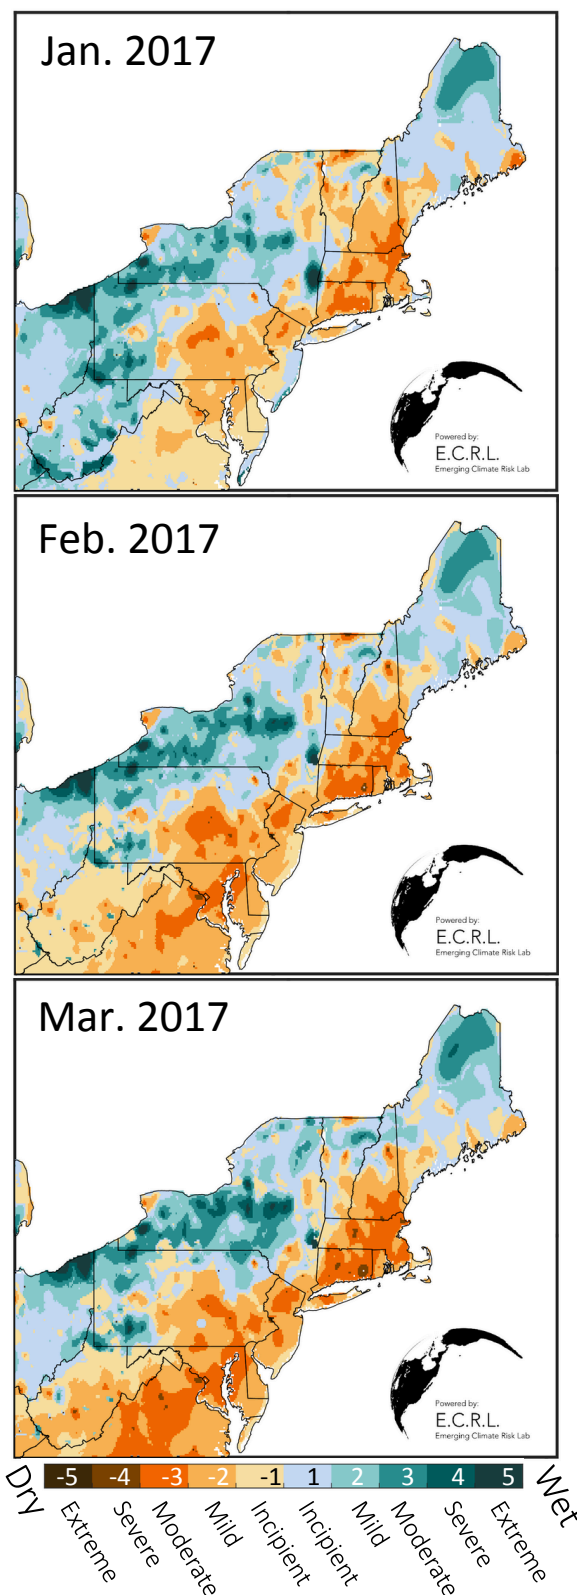 Jan. 2017
Powered by:
E.C.R.L.
Emerging Climate Risk Lab
Feb. 2017
Powered by:
E.C.R.L.
Emerging Climate Risk Lab
Mar. 2017
Powered by:
E.C.R.L.
Emerging Climate Risk Lab
Dry -5 -4 -3 -2 -1 1 2 3 4 5 Wet
Extreme Severe Moderate Mild Incipient Incipient Mild Moderate Severe Extreme